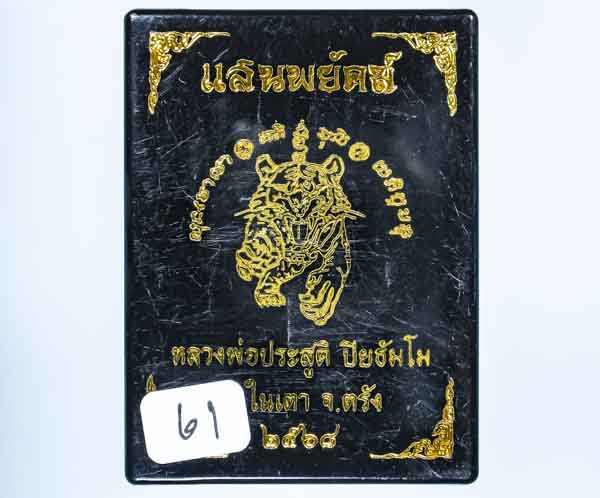 แสนพยัคฆ์
หลวงพ่อประสูติ ปิยธัมโม
ในเตา จ.ตรัง
๒๕๖๘